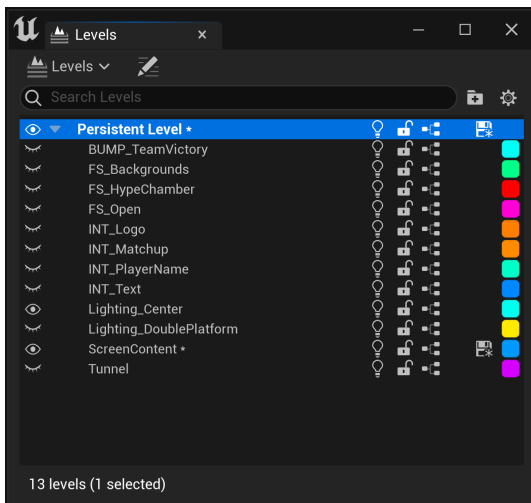 Levels
Levels
Search Levels
Persistent Level *
BUMP_TeamVictory
FS_Backgrounds
FS_HypeChamber
FS_Open
INT_Logo
INT_Matchup
INT_PlayerName
INT_Text
Lighting_Center
Lighting_DoublePlatform
ScreenContent *
Tunnel
13 levels (1 selected)